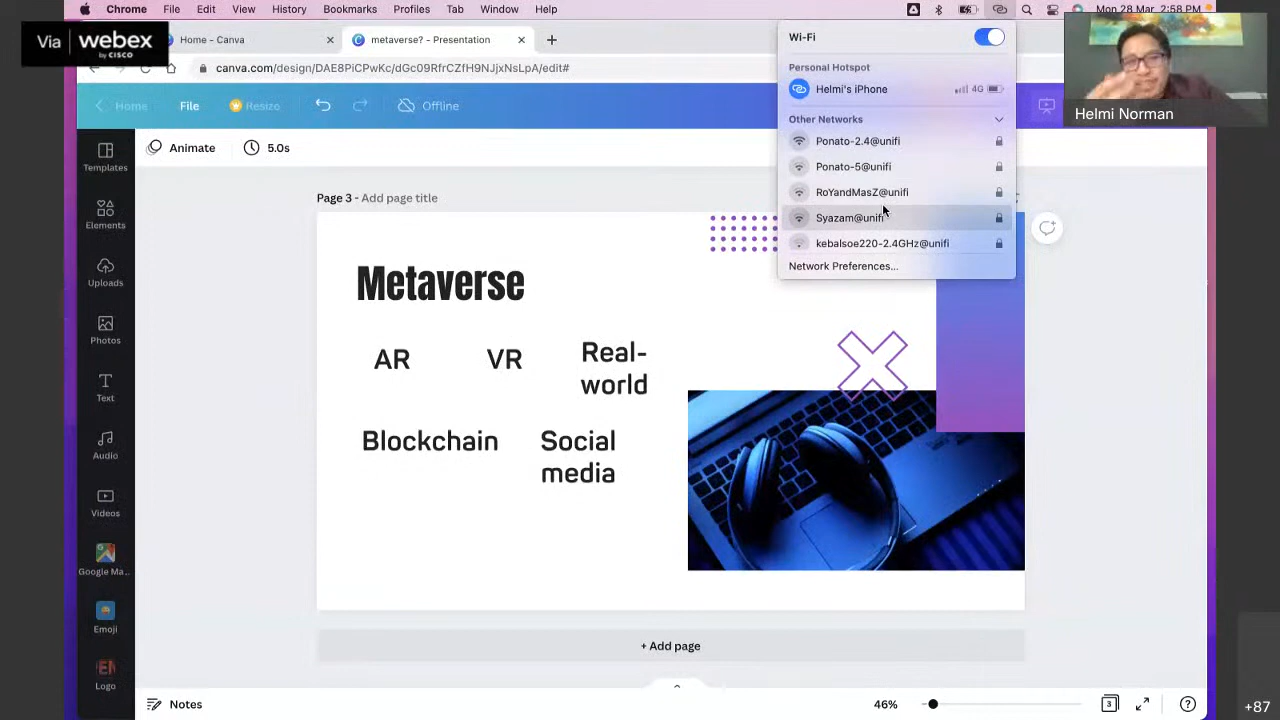 Chrome File Edit View History Bookmarks Profiles Tab Window Help
Mon 28 Mar 2:58 PM
Via webex
by CISCO
Home - Canva
metaverse? - Presentation
Wi-Fi
canva.com/design/
/edit#
Personal Hotspot
Helmi's iPhone 4G
Home File Resize Offline
Helmi Norman
Other Networks
Ponato-2.4@unifi
Animate 5.0s
Ponato-5@unifi
RoYandMasZ@unifi
kebalsoe220-2.4GHz@unifi
Network Preferences...
Templates
Elements
Uploads
Photos
Text
Audio
Videos
Google Ma...
Emoji
Logo
Page 3 - Add page title
Metaverse
AR
VR
Real-
world
Blockchain
Social
media
+ Add page
Notes
46%
3
+87